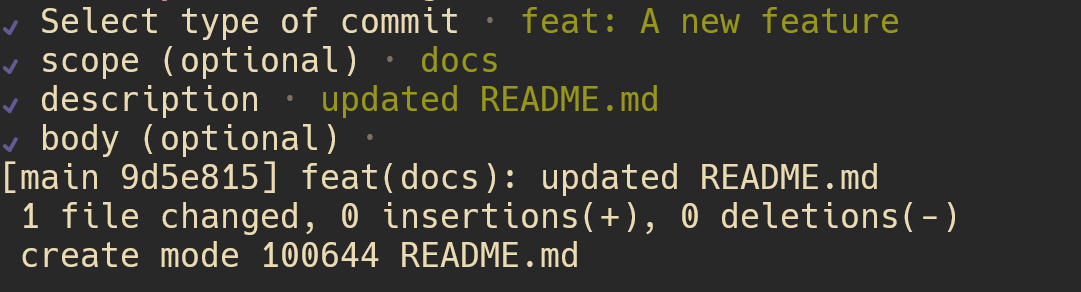 ✓ Select type of commit · feat: A new feature
✓ scope (optional) · docs
✓ description · updated README.md
✓ body (optional) ·
[main 9d5e815] feat(docs): updated README.md
 1 file changed, 0 insertions(+), 0 deletions(-)
 create mode 100644 README.md